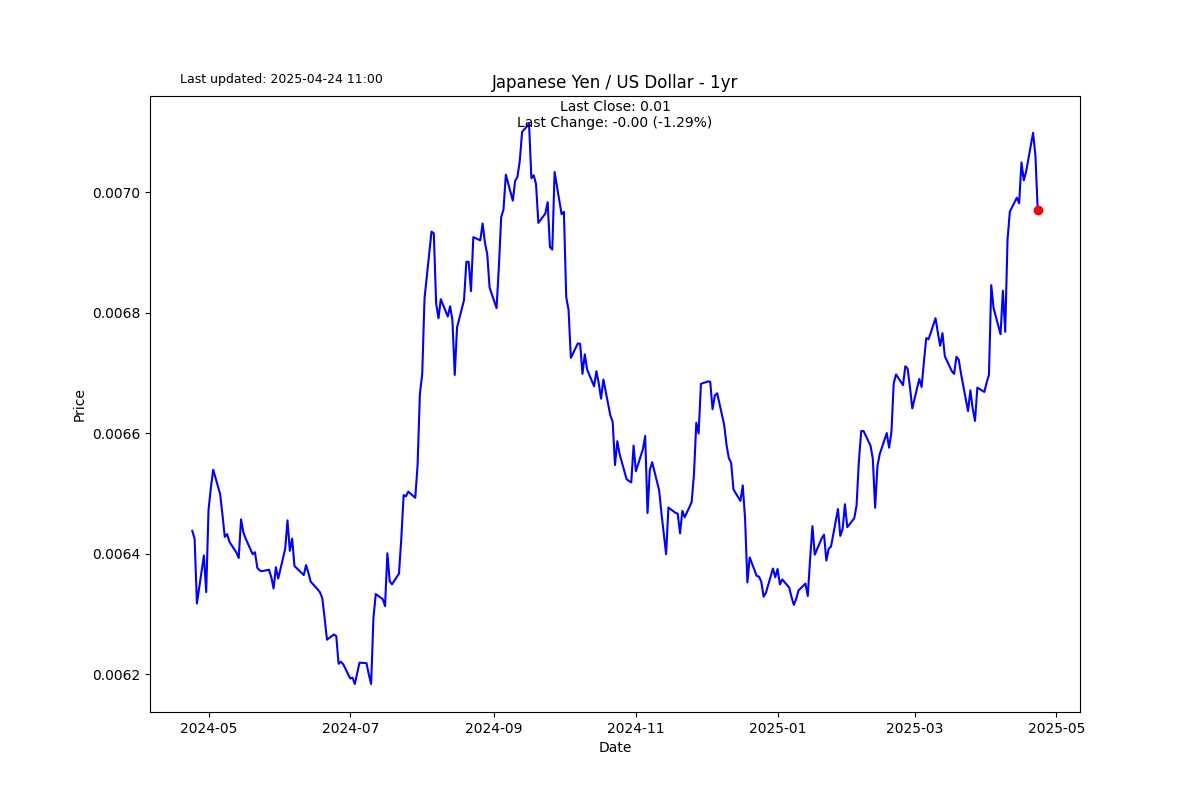 Last updated: 2025-04-24 11:00
Japanese Yen / US Dollar - 1yr
Last Close: 0.01
Last Change: -0.00 (-1.29%)
Price
0.0070
0.0068
0.0066
0.0064
0.0062
2024-05 2024-07 2024-09 2024-11 2025-01 2025-03 2025-05
Date